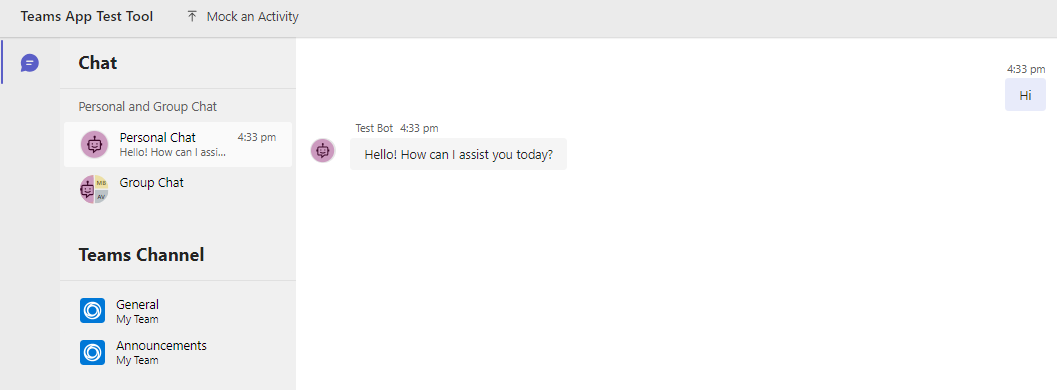 Teams App Test Tool
Mock an Activity
Chat
Personal and Group Chat
Personal Chat 4:33 pm
Hello! How can I assi...
MB
AV
Group Chat
Teams Channel
General
My Team
Announcements
My Team
4:33 pm
Hi
Test Bot 4:33 pm
Hello! How can I assist you today?